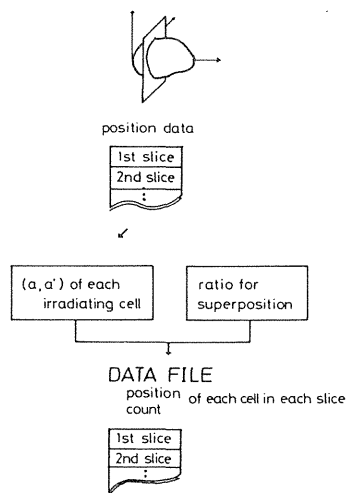 position data
1st slice
2nd slice
⋮
(a,a') of each
irradiating cell
ratio for
superposition
DATA FILE
position
count
of each cell in each slice
1st slice
2nd slice
⋮